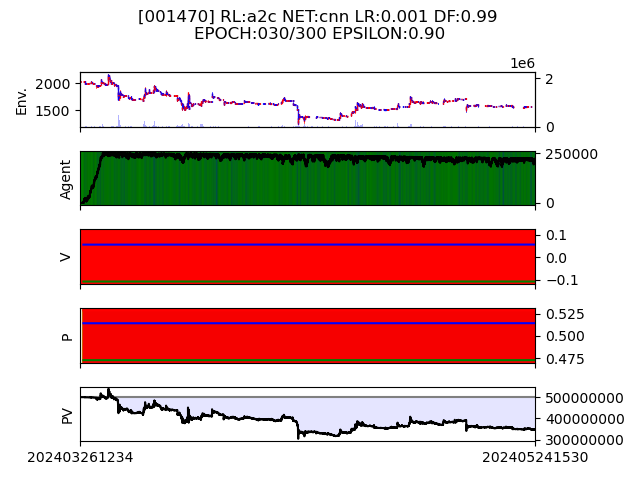 [001470] RL:a2c NET:cnn LR:0.001 DF:0.99
EPOCH:030/300 EPSILON:0.90
1e6
Env.
2000
1500
2
0
Agent
250000
0
V
0.1
0.0
−0.1
P
0.525
0.500
0.475
PV
500000000
400000000
300000000
202403261234
202405241530